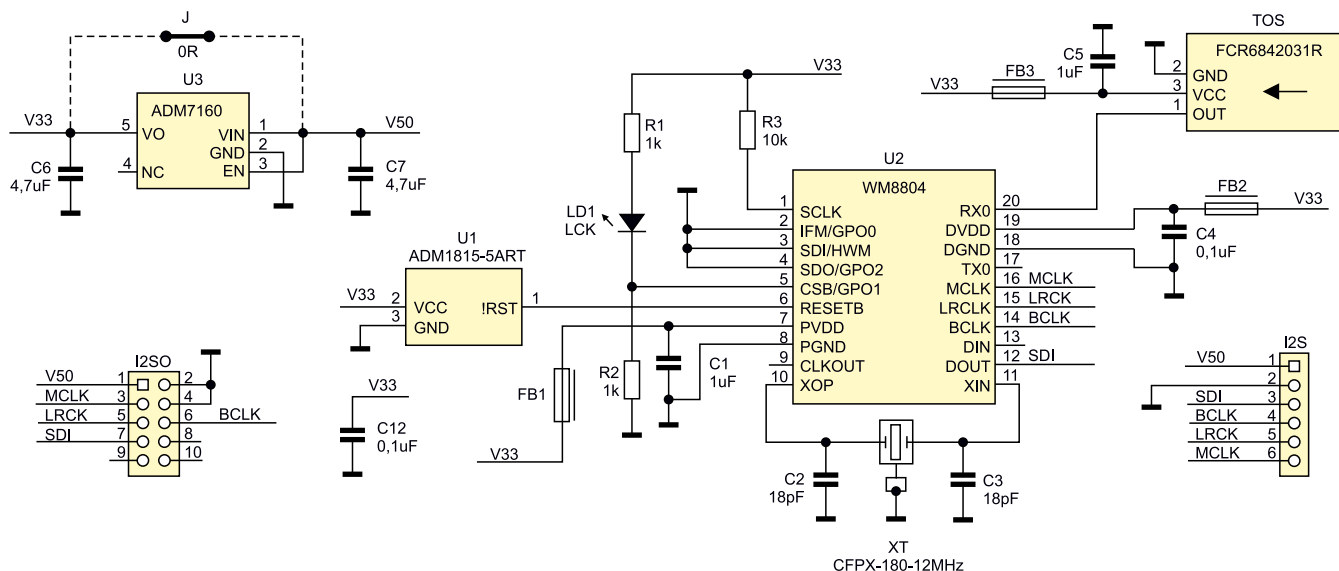 J
0R
U3
ADM7160
V33
5
VO
VIN
1
V50
GND
2
4
NC
EN
3
C6
4,7uF
C7
4,7uF
V33
R1
1k
R3
10k
LD1
LCK
U1
ADM1815-5ART
V33
2
VCC
3
GND
!RST
1
U2
WM8804
1
SCLK
2
IFM/GPO0
3
SDI/HWM
4
SDO/GPO2
5
CSB/GPO1
6
RESETB
7
PVDD
8
PGND
9
CLKOUT
10
XOP
RX0
20
DVDD
19
DGND
18
TX0
17
MCLK
16
MCLK
LRCLK
15
LRCK
BCLK
14
BCLK
DIN
13
DOUT
12
SDI
XIN
11
TOS
FCR6842031R
2
GND
3
VCC
1
OUT
V33
FB3
C5
1uF
FB2
V33
C4
0,1uF
I2SO
V50
1
2
MCLK
3
4
LRCK
5
6
BCLK
SDI
7
8
9
10
V33
C12
0,1uF
FB1
V33
R2
1k
C1
1uF
C2
18pF
C3
18pF
XT
CFPX-180-12MHz
I2S
V50
1
2
SDI
3
BCLK
4
LRCK
5
MCLK
6